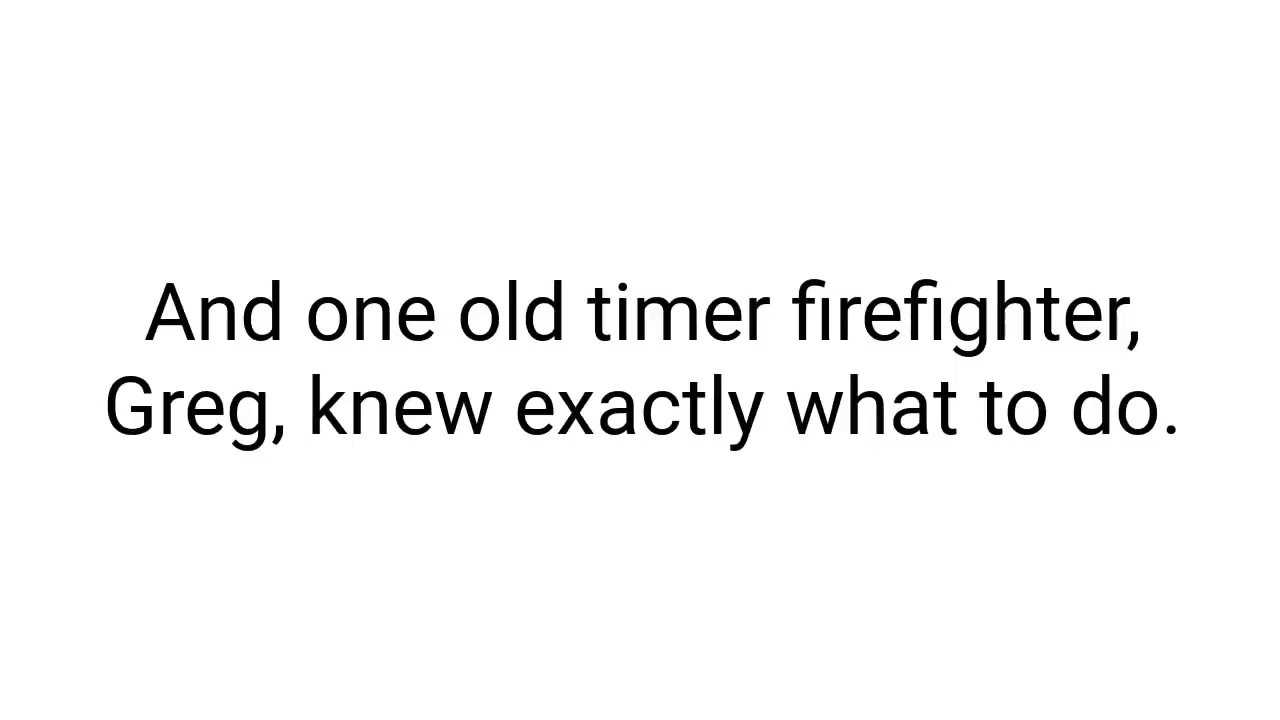 And one old timer firefighter,
Greg, knew exactly what to do.